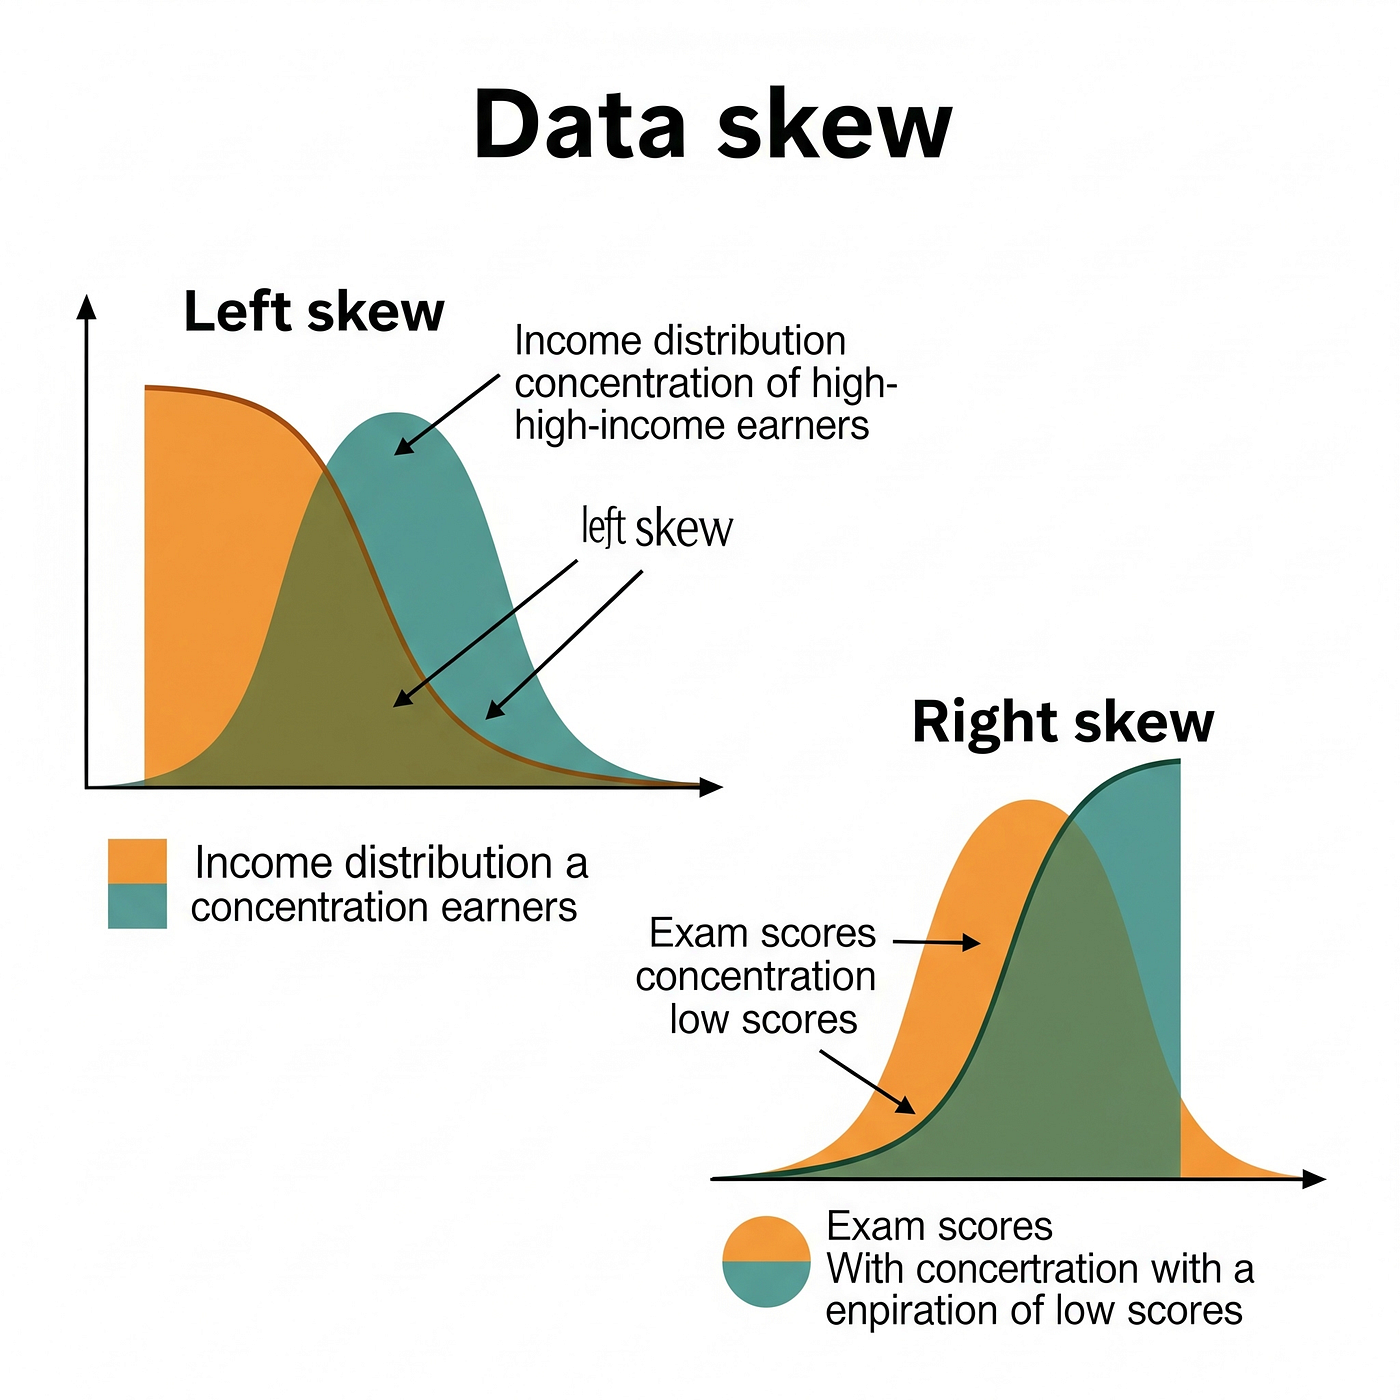 Data skew
Left skew
Income distribution
concentration of high-
high-income earners
left skew
Income distribution a
concentration earners
Right skew
Exam scores
concentration
low scores
Exam scores
With concertration with a
enpiration of low scores